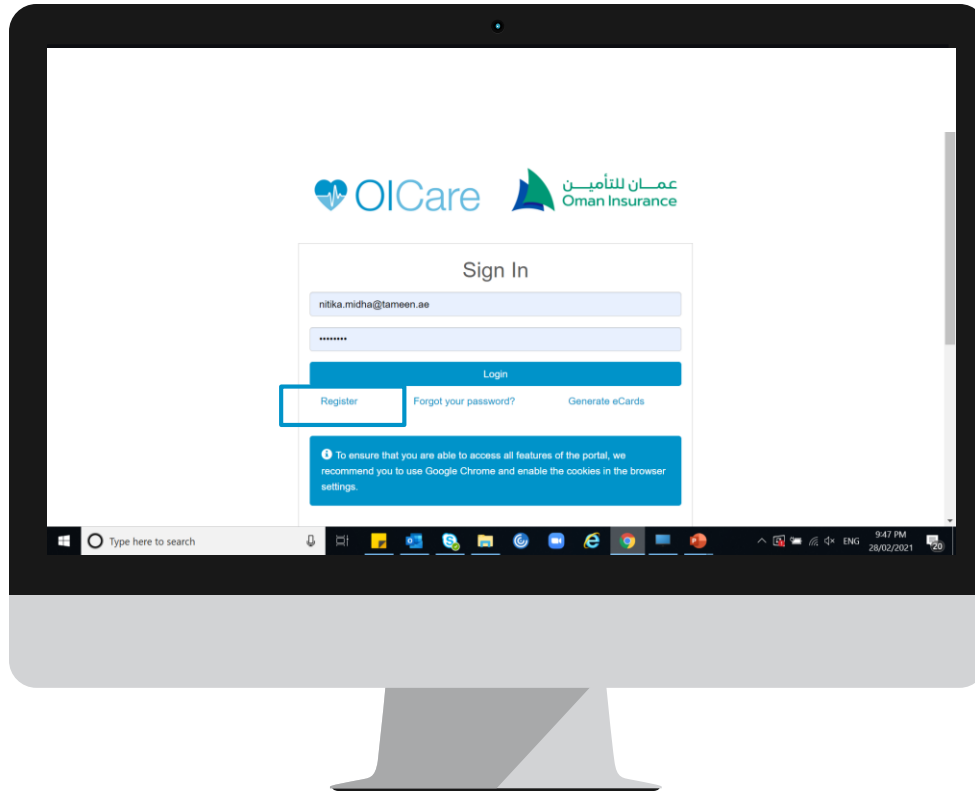 OICare
عمـــان للتأميـــن
Oman Insurance
Sign In
nitika.midha@tameen.ae
••••••••
Login
Register Forgot your password? Generate eCards
To ensure that you are able to access all features of the portal, we
recommend you to use Google Chrome and enable the cookies in the browser
settings.
Type here to search
ENG
9:47 PM
28/02/2021
20